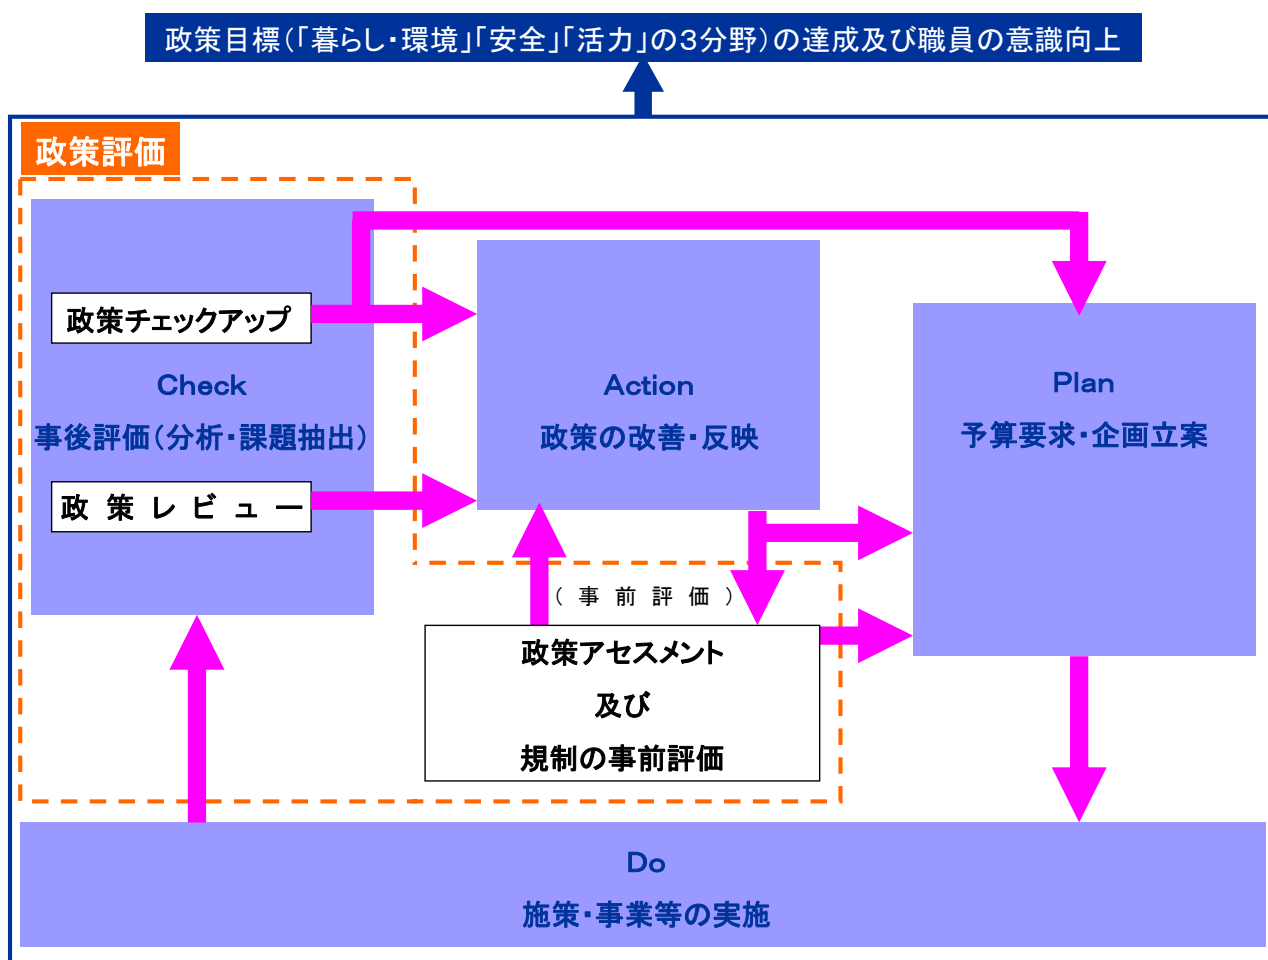 政策目標(「暮らし・環境」「安全」「活力」の3分野)の達成及び職員の意識向上
政策評価
政策チェックアップ
Check
事後評価(分析・課題抽出)
政策レビュー
Action
政策の改善・反映
Plan
予算要求・企画立案
(事前評価)
政策アセスメント
及び
規制の事前評価
Do
施策・事業等の実施